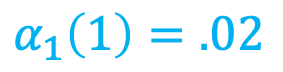 α₁(1) = .02